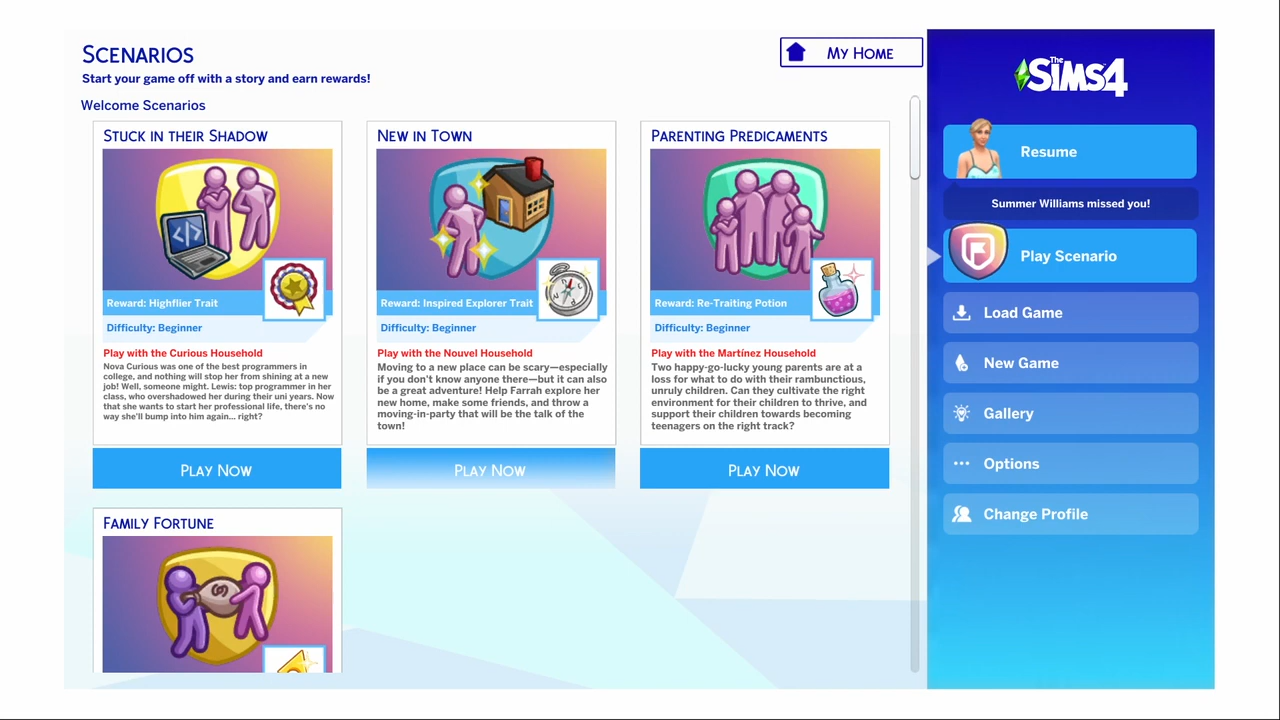 SCENARIOS
Start your game off with a story and earn rewards!
MY HOME
Welcome Scenarios
STUCK IN THEIR SHADOW
</>
Reward: Highflier Trait
Difficulty: Beginner
Play with the Curious Household
Nova Curious was one of the best programmers in
college, and nothing will stop her from shining at a new
job! Well, someone might. Lewis: top programmer in her
class, who overshadowed her during their uni years. Now
that she wants to start her professional life, there's no
way she'll bump into him again... right?
PLAY NOW
NEW IN TOWN
Reward: Inspired Explorer Trait
Difficulty: Beginner
Play with the Nouvel Household
Moving to a new place can be scary—especially
if you don't know anyone there—but it can also
be a great adventure! Help Farrah explore her
new home, make some friends, and throw a
moving-in-party that will be the talk of the
town!
PLAY NOW
PARENTING PREDICAMENTS
Reward: Re-Traiting Potion
Difficulty: Beginner
Play with the Martínez Household
Two happy-go-lucky young parents are at a
loss for what to do with their rambunctious,
unruly children. Can they cultivate the right
environment for their children to thrive, and
support their children towards becoming
teenagers on the right track?
PLAY NOW
FAMILY FORTUNE
The SIMS 4
Resume
Summer Williams missed you!
Play Scenario
Load Game
New Game
Gallery
Options
Change Profile